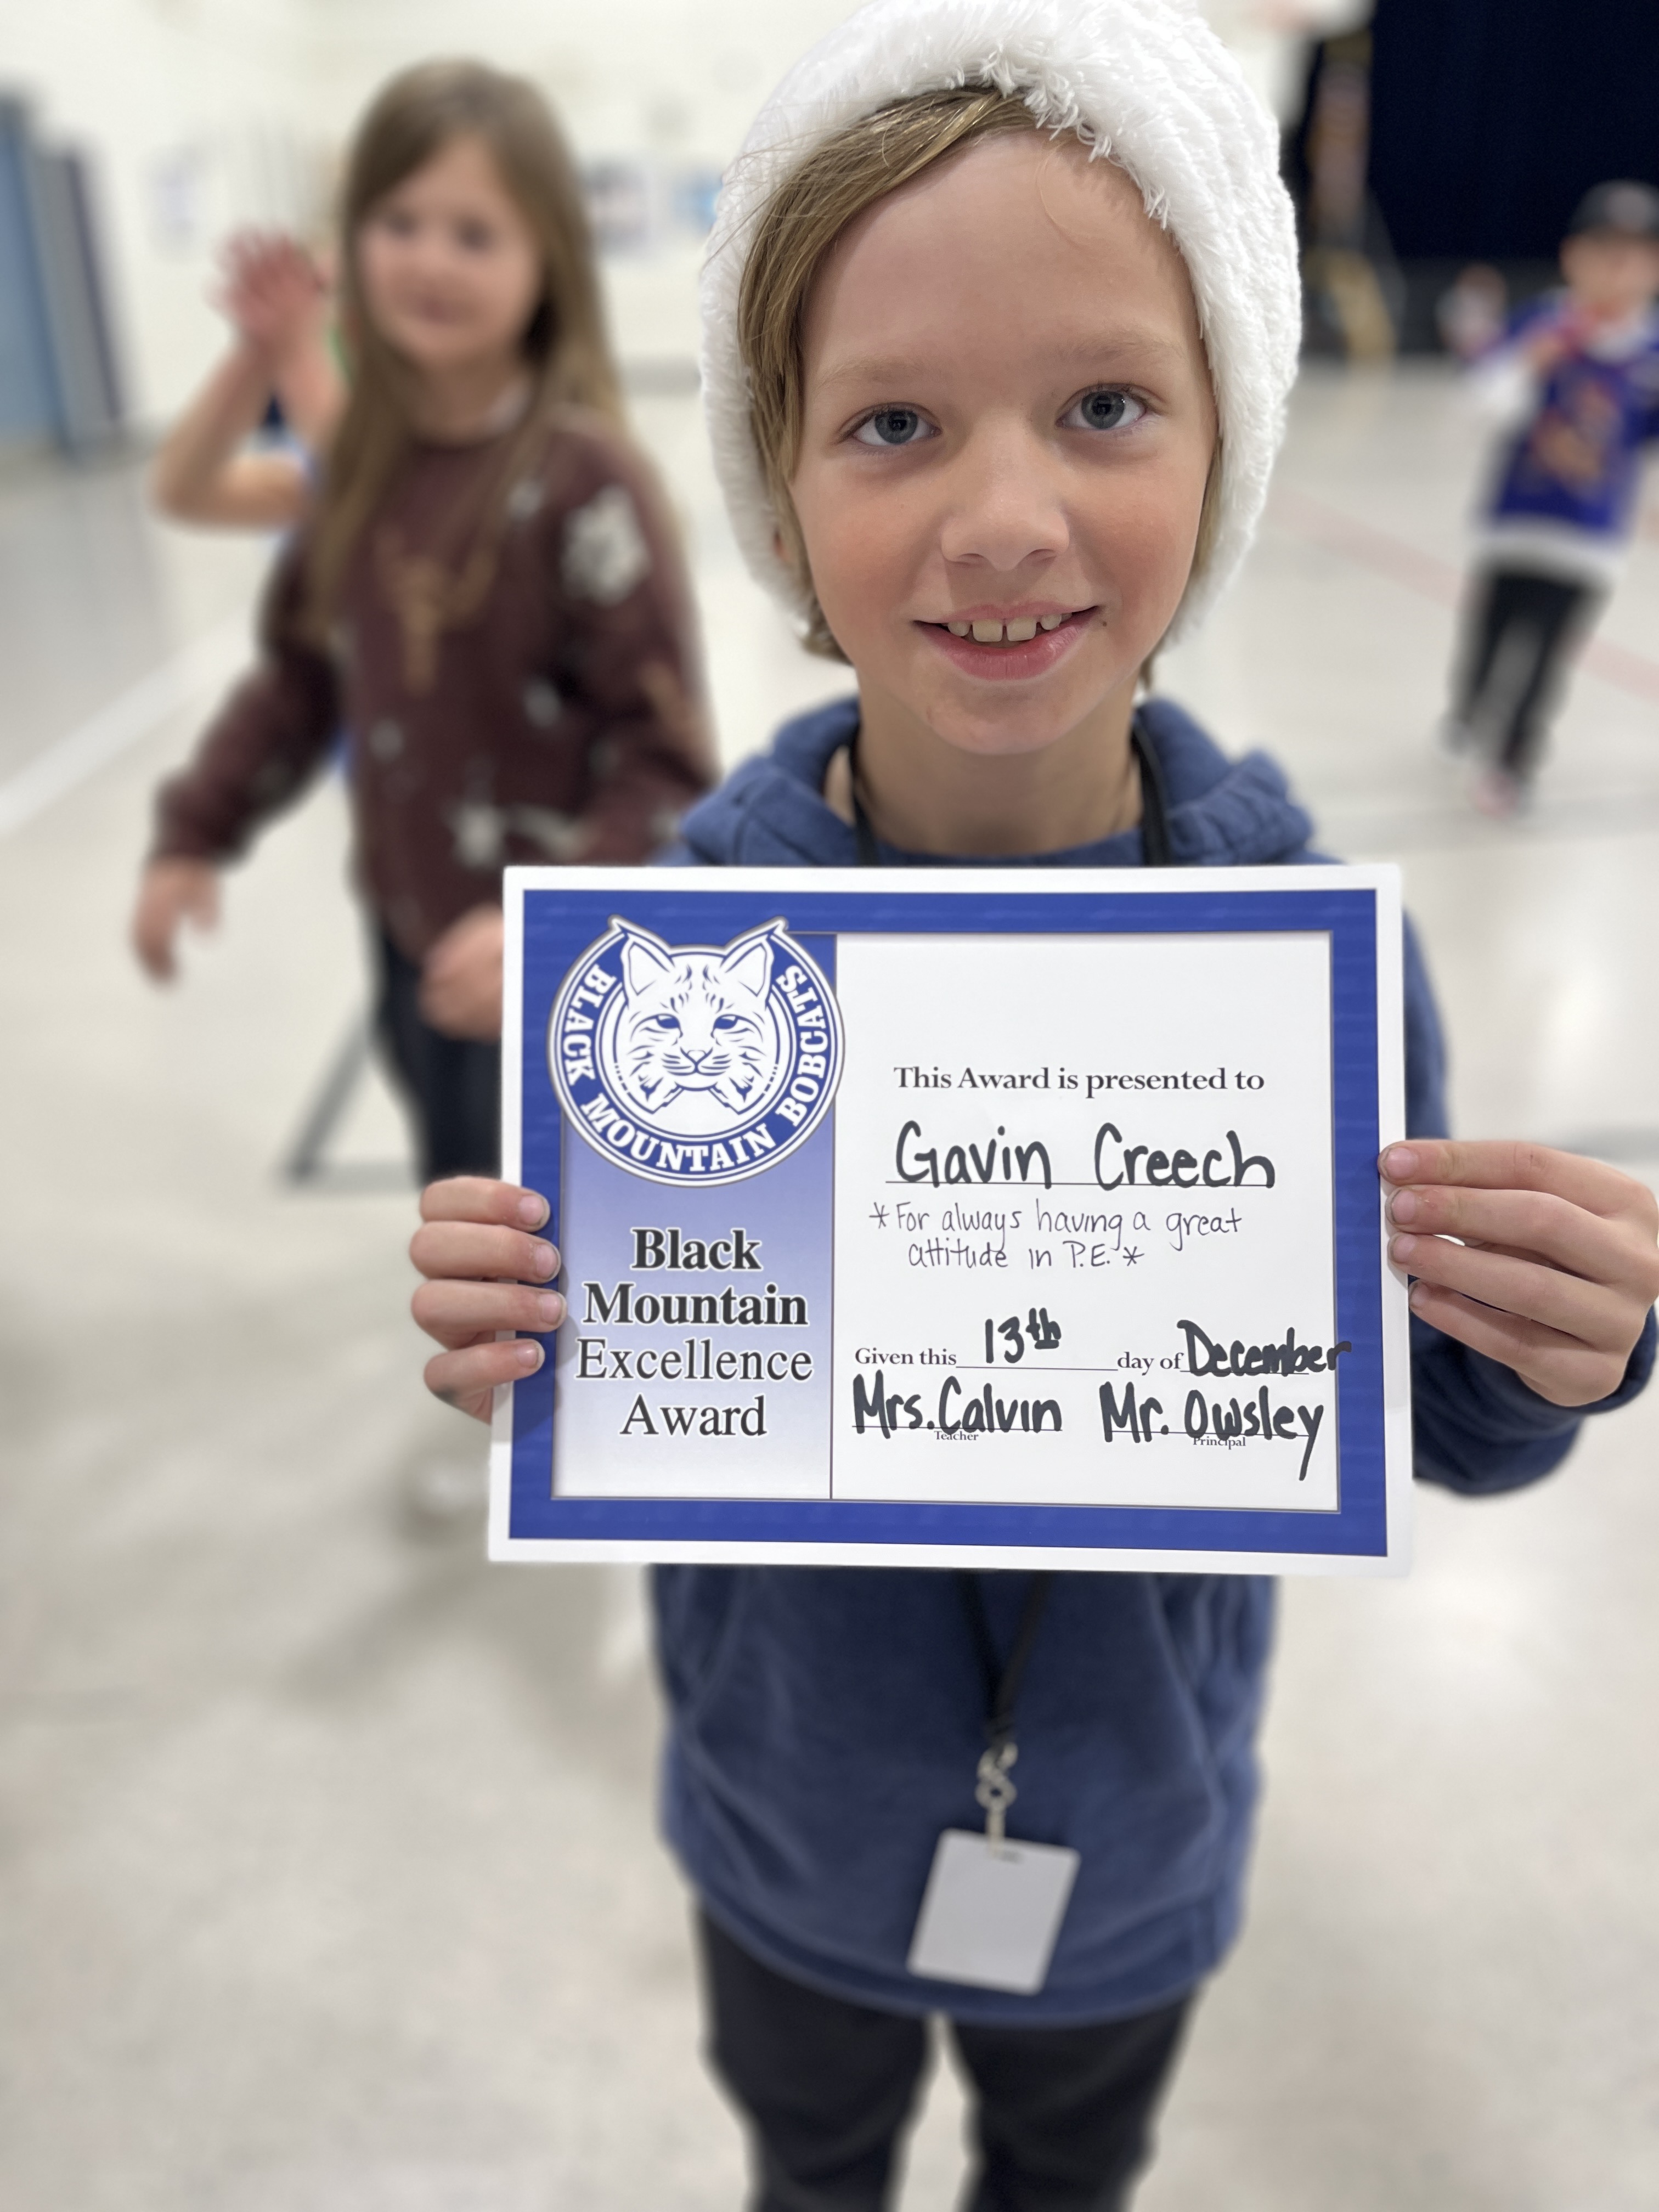 BLACK MOUNTAIN BOBCATS
Black
Mountain
Excellence
Award
This Award is presented to
Gavin Creech
*For always having a great
attitude in P.E.*
Given this 13th day of December
Mrs. Calvin Mr. Owsley
Teacher Principal